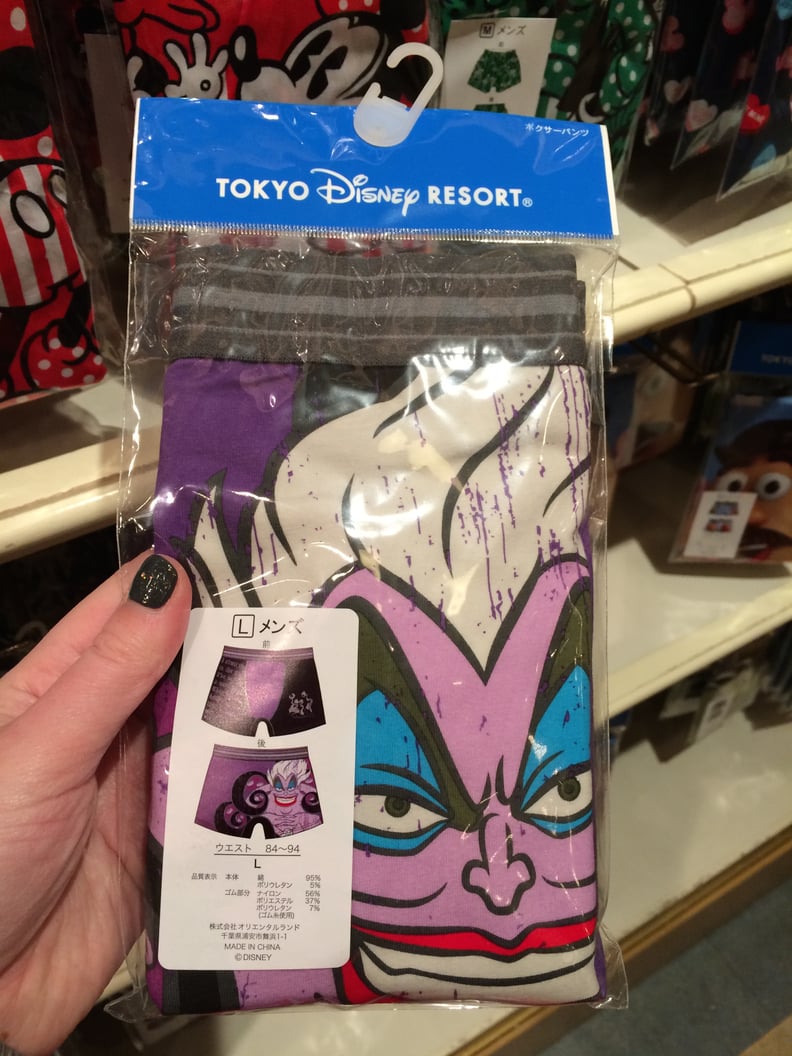 M メンズ
ボクサーパンツ
TOKYO Disney RESORT®
TOKYO
L メンズ
前
後
ウエスト 84～94
L
品質表示 本体 綿 95%
ポリウレタン 5%
ゴム部分 ナイロン 56%
ポリエステル 37%
ポリウレタン 7%
(ゴム糸使用)
株式会社オリエンタルランド
千葉県浦安市舞浜1-1
MADE IN CHINA
©DISNEY